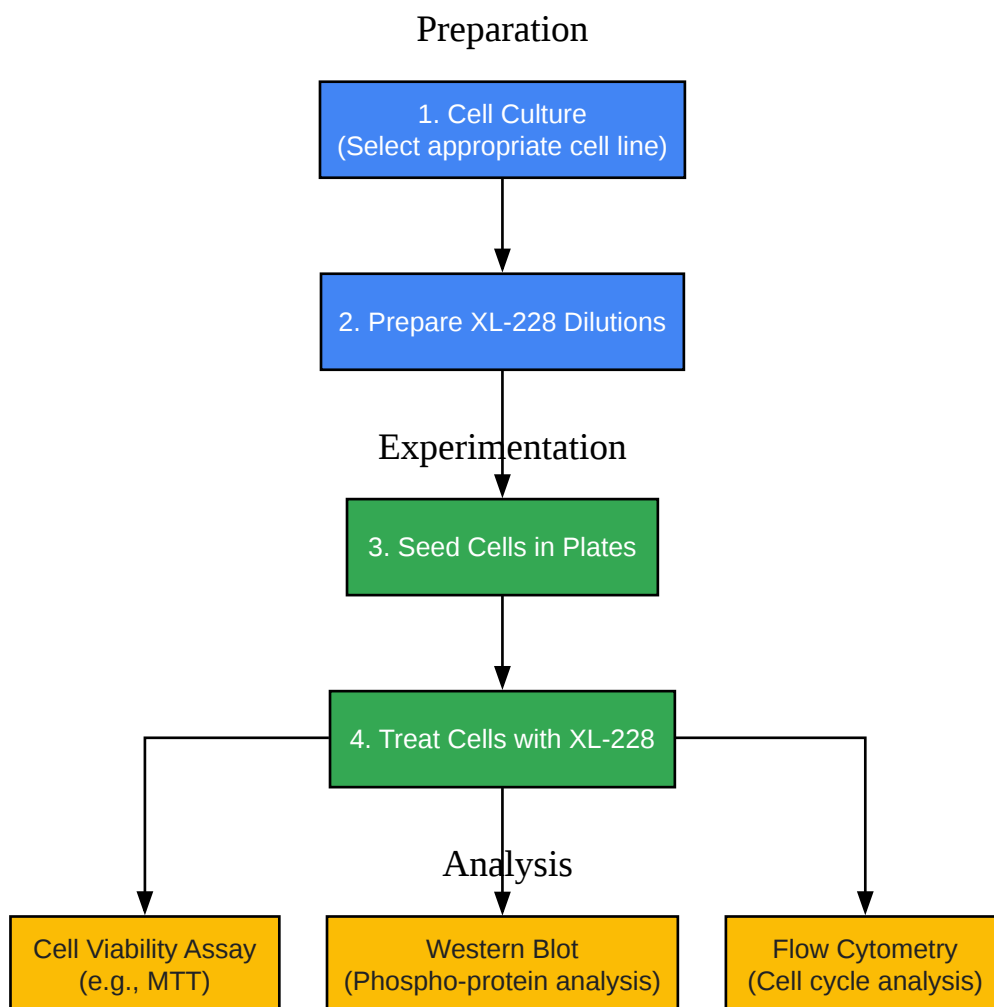 Preparation
1. Cell Culture
(Select appropriate cell line)
2. Prepare XL-228 Dilutions
Experimentation
3. Seed Cells in Plates
4. Treat Cells with XL-228
Analysis
Cell Viability Assay
(e.g., MTT)
Western Blot
(Phospho-protein analysis)
Flow Cytometry
(Cell cycle analysis)